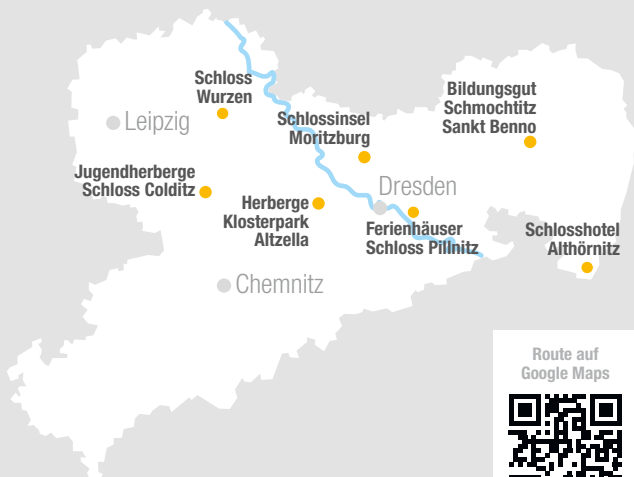 Schloss
Wurzen
Leipzig
Schlossinsel
Moritzburg
Bildungsgut
Schmochtitz
Sankt Benno
Jugendherberge
Schloss Colditz
Herberge
Klosterpark
Altzella
Dresden
Ferienhäuser
Schloss Pillnitz
Schlosshotel
Althörnitz
Chemnitz
Route auf
Google Maps